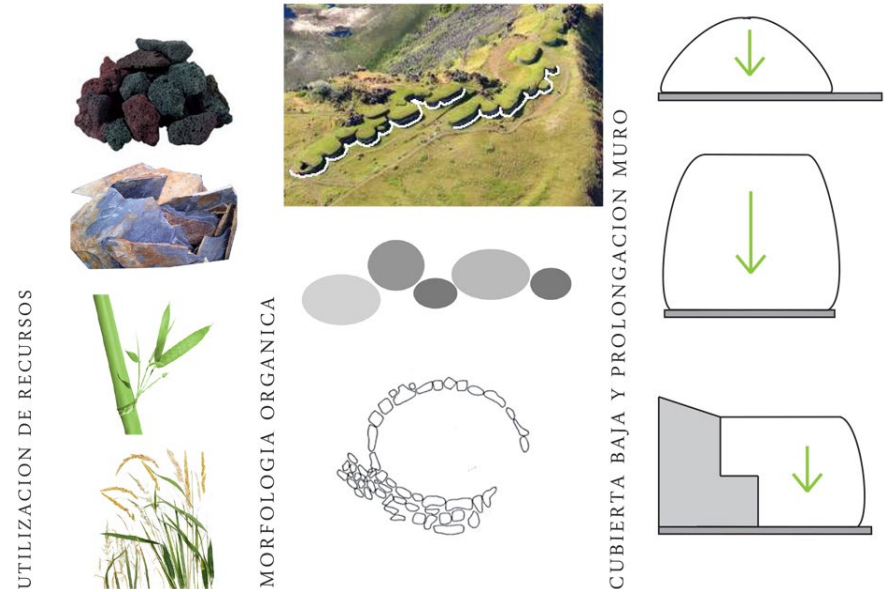 UTILIZACION DE RECURSOS
MORFOLOGIA ORGANICA
CUBIERTA BAJA Y PROLONGACION MURO